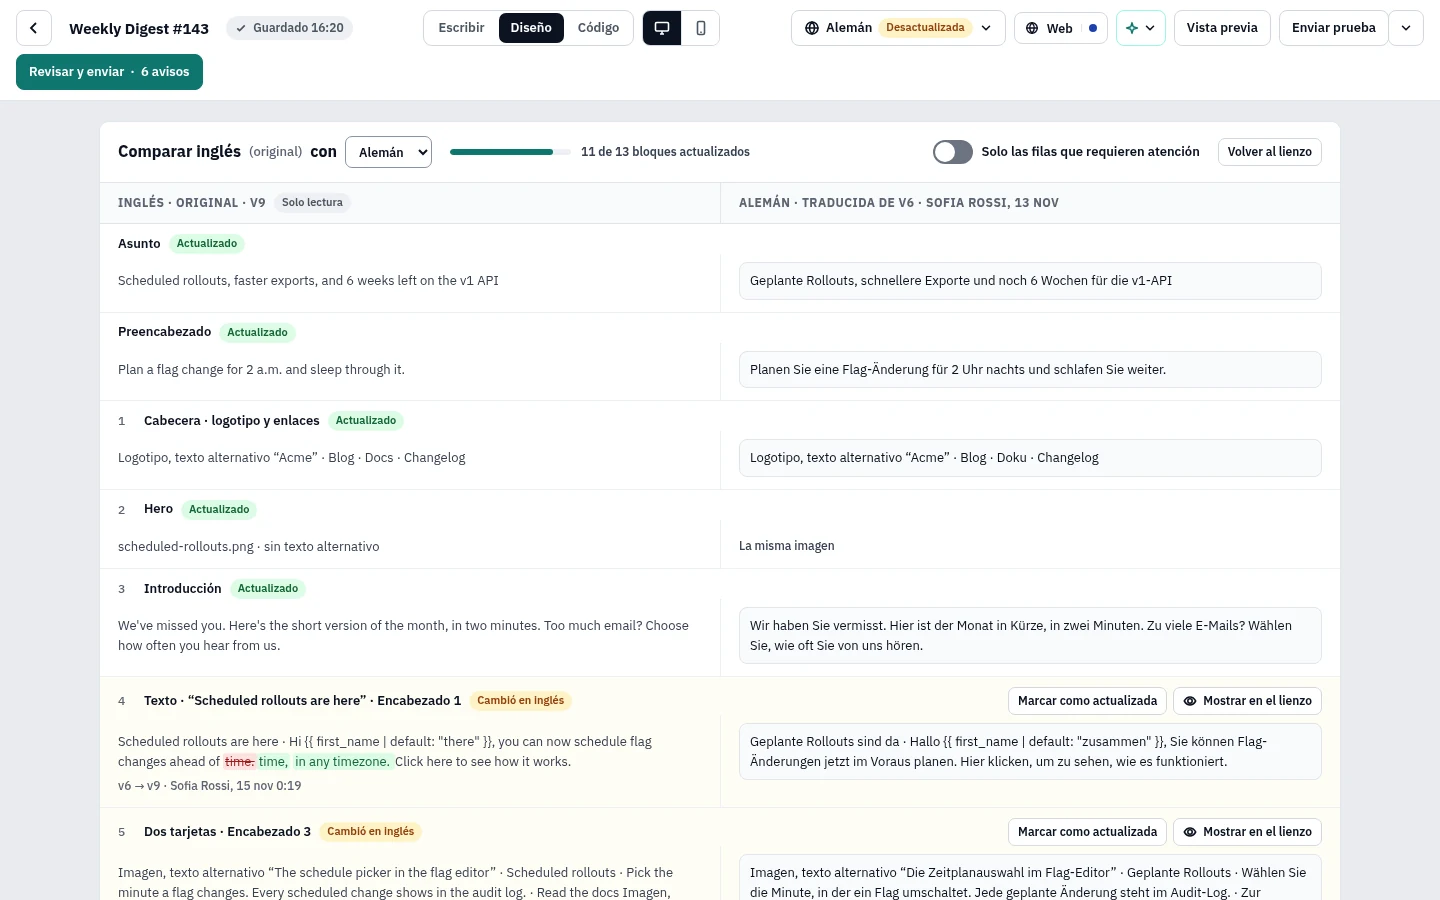 Weekly Digest #143
Guardado 16:20
Escribir
Diseño
Código
Alemán
Desactualizada
Web
Vista previa
Enviar prueba
Revisar y enviar · 6 avisos
Comparar inglés (original) con
Alemán
11 de 13 bloques actualizados
Solo las filas que requieren atención
Volver al lienzo
INGLÉS · ORIGINAL · V9
Solo lectura
ALEMÁN · TRADUCIDA DE V6 · SOFIA ROSSI, 13 NOV
Asunto
Actualizado
Scheduled rollouts, faster exports, and 6 weeks left on the v1 API
Geplante Rollouts, schnellere Exporte und noch 6 Wochen für die v1-API
Preencabezado
Actualizado
Plan a flag change for 2 a.m. and sleep through it.
Planen Sie eine Flag-Änderung für 2 Uhr nachts und schlafen Sie weiter.
1
Cabecera · logotipo y enlaces
Actualizado
Logotipo, texto alternativo “Acme” · Blog · Docs · Changelog
Logotipo, texto alternativo “Acme” · Blog · Doku · Changelog
2
Hero
Actualizado
scheduled-rollouts.png · sin texto alternativo
La misma imagen
3
Introducción
Actualizado
We've missed you. Here's the short version of the month, in two minutes. Too much email? Choose
how often you hear from us.
Wir haben Sie vermisst. Hier ist der Monat in Kürze, in zwei Minuten. Zu viele E-Mails? Wählen
Sie, wie oft Sie von uns hören.
4
Texto · “Scheduled rollouts are here” · Encabezado 1
Cambió en inglés
Marcar como actualizada
Mostrar en el lienzo
Scheduled rollouts are here · Hi {{ first_name | default: "there" }}, you can now schedule flag
changes ahead of time. time, in any timezone. Click here to see how it works.
v6 → v9 · Sofia Rossi, 15 nov 0:19
Geplante Rollouts sind da · Hallo {{ first_name | default: "zusammen" }}, Sie können Flag-
Änderungen jetzt im Voraus planen. Hier klicken, um zu sehen, wie es funktioniert.
5
Dos tarjetas · Encabezado 3
Cambió en inglés
Marcar como actualizada
Mostrar en el lienzo
Imagen, texto alternativo “The schedule picker in the flag editor” · Scheduled rollouts · Pick the
minute a flag changes. Every scheduled change shows in the audit log. · Read the docs Imagen,
Imagen, texto alternativo “Die Zeitplanauswahl im Flag-Editor” · Geplante Rollouts · Wählen Sie
die Minute, in der ein Flag umschaltet. Jede geplante Änderung steht im Audit-Log. · Zur